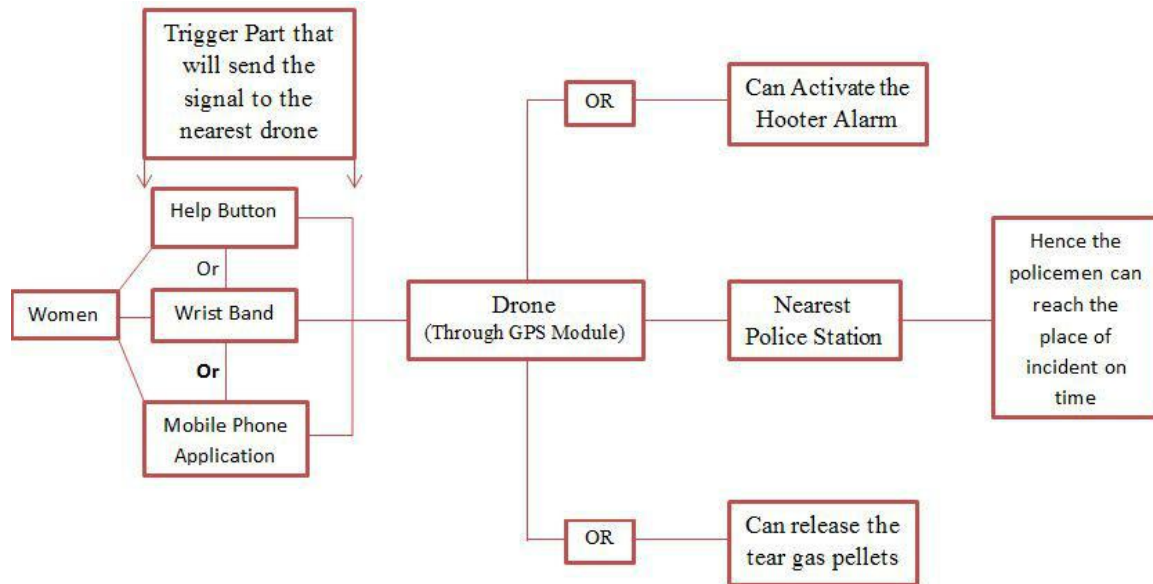 Trigger Part that
will send the
signal to the
nearest drone
Help Button
Or
Women
Wrist Band
Or
Mobile Phone
Application
Drone
(Through GPS Module)
OR
Can Activate the
Hooter Alarm
Nearest
Police Station
Hence the
policemen can
reach the
place of
incident on
time
OR
Can release the
tear gas pellets